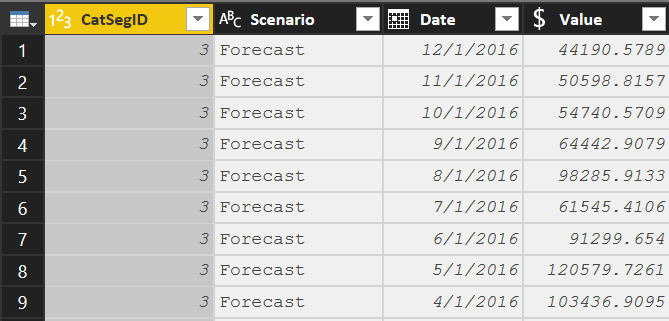 123 CatSegID ABC Scenario Date $ Value
1 3 Forecast 12/1/2016 44190.5789
2 3 Forecast 11/1/2016 50598.8157
3 3 Forecast 10/1/2016 54740.5709
4 3 Forecast 9/1/2016 64442.9079
5 3 Forecast 8/1/2016 98285.9133
6 3 Forecast 7/1/2016 61545.4106
7 3 Forecast 6/1/2016 91299.654
8 3 Forecast 5/1/2016 120579.7261
9 3 Forecast 4/1/2016 103436.9095